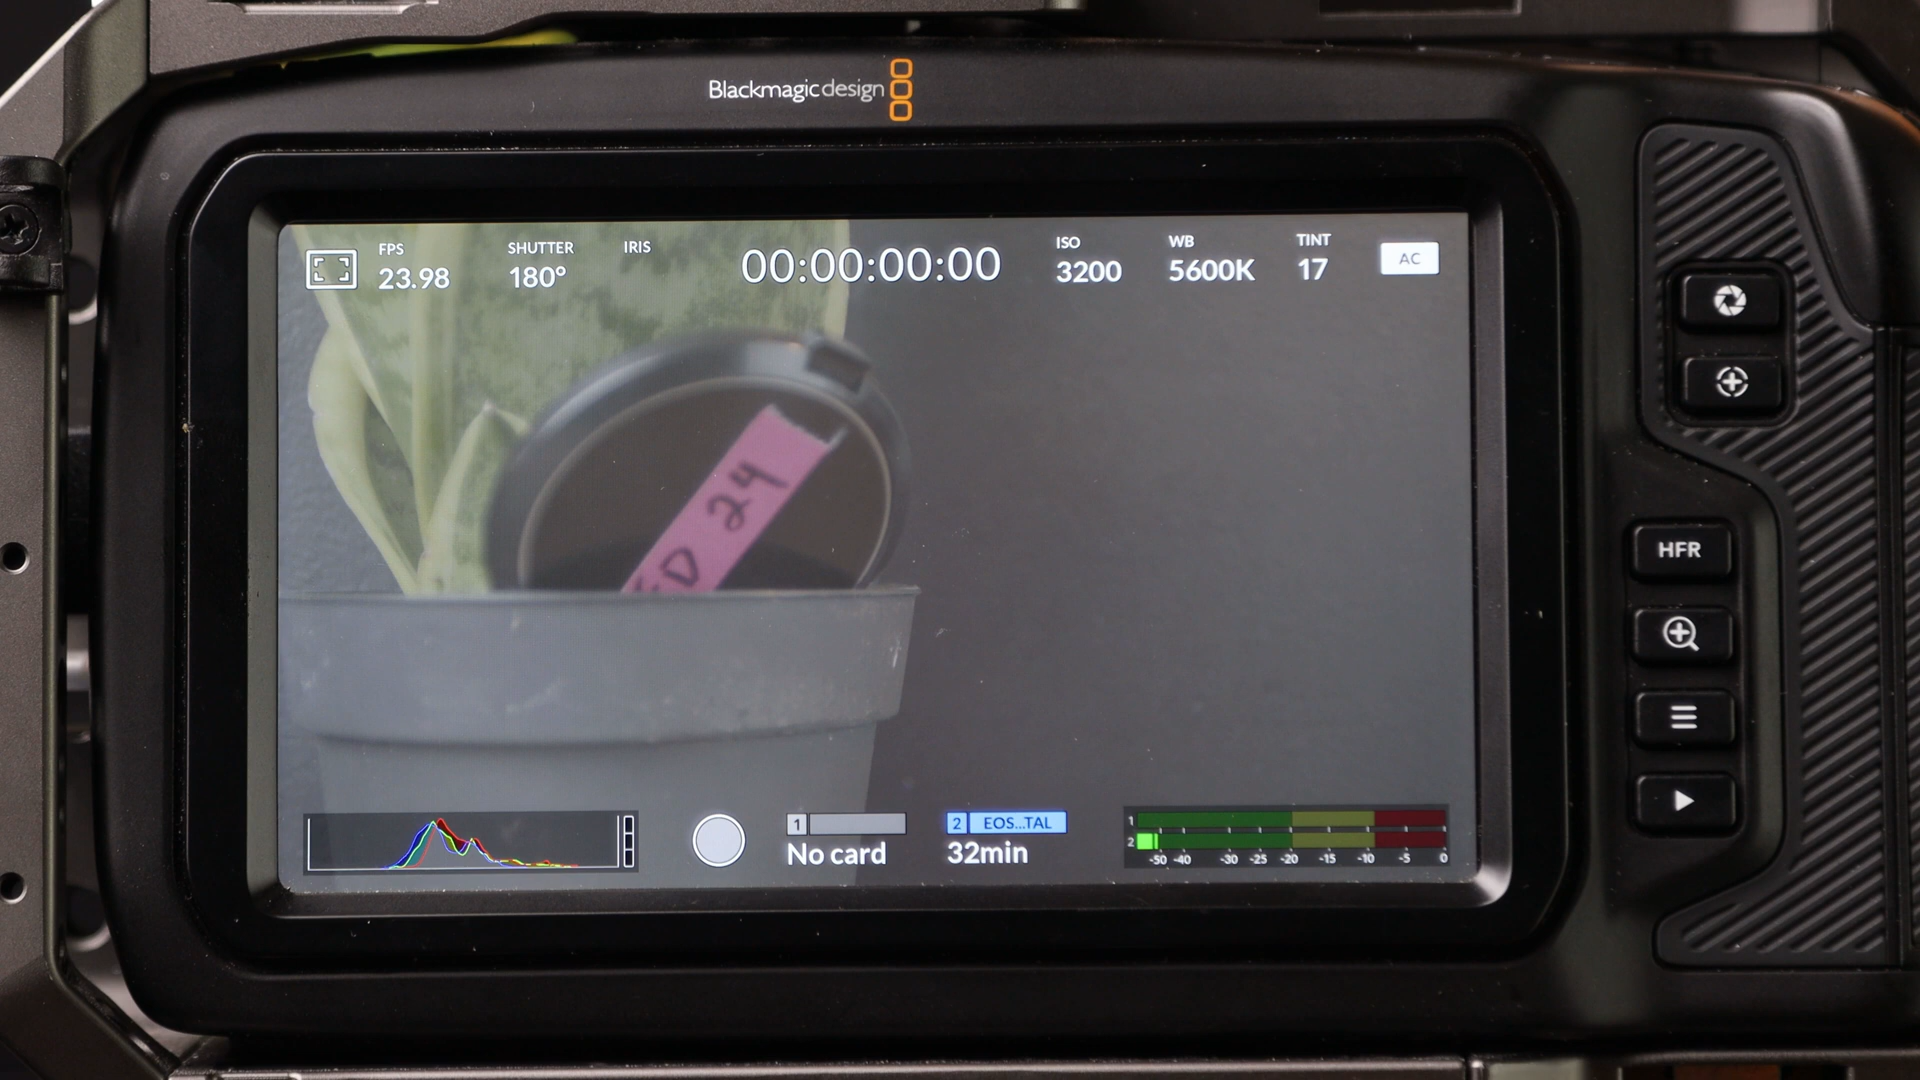 Blackmagicdesign
FPS
23.98
SHUTTER
180°
IRIS
00:00:00:00
ISO
3200
WB
5600K
TINT
17
AC
24
HFR
1
No card
2 EOS...TAL
32min
1
2
-50 -40 -30 -25 -20 -15 -10 -5 0